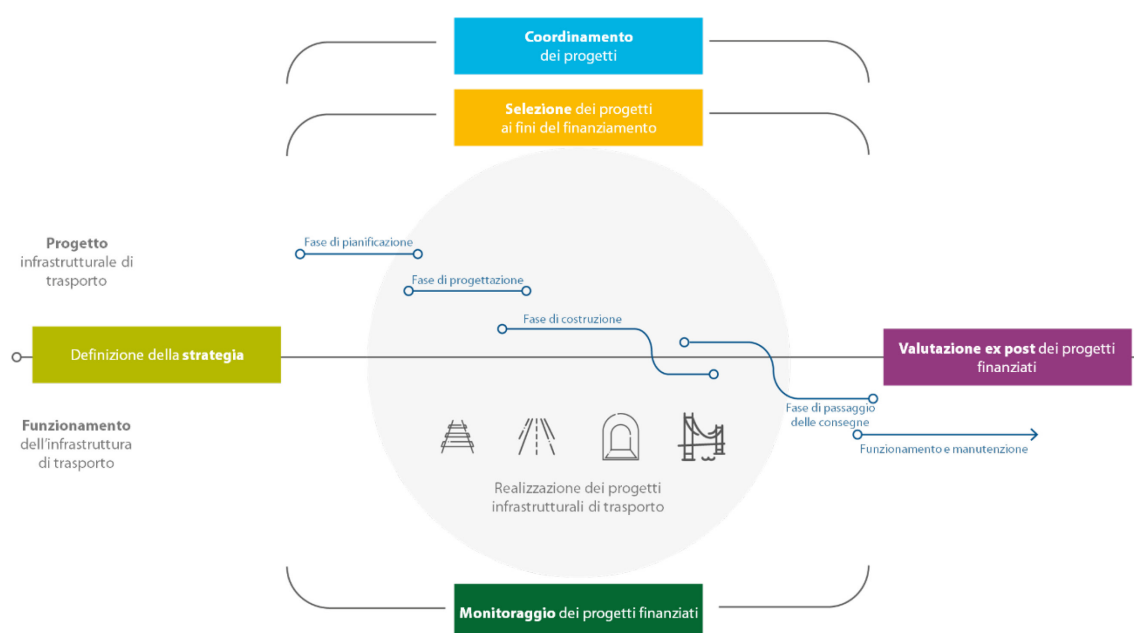 Coordinamento
dei progetti
Selezione dei progetti
ai fini del finanziamento
Progetto
infrastrutturale di
trasporto
Fase di pianificazione
Fase di progettazione
Fase di costruzione
Definizione della strategia
Valutazione ex post dei progetti
finanziati
Funzionamento
dell'infrastruttura
di trasporto
Fase di passaggio
delle consegne
Funzionamento e manutenzione
Realizzazione dei progetti
infrastrutturali di trasporto
Monitoraggio dei progetti finanziati